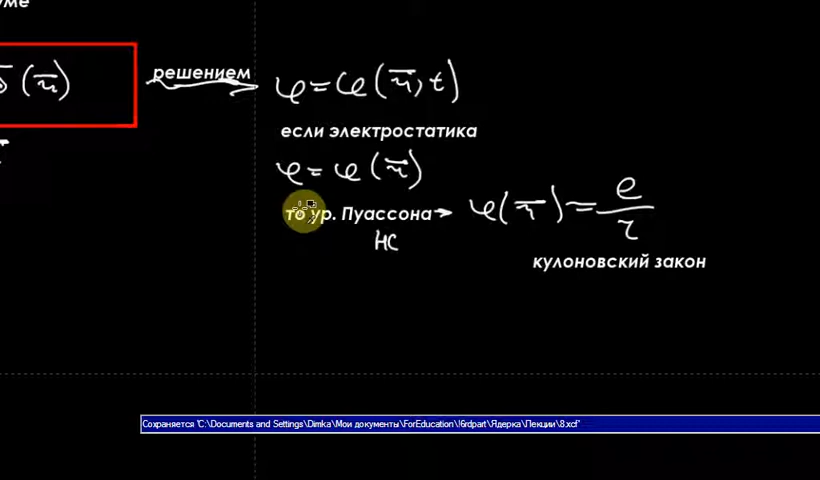 уме
(r̄)
решением φ = φ(r̄, t)
если электростатика
φ = φ(r̄)
то ур. Пуассона → φ(r̄) = e/r
НС
кулоновский закон
Сохраняется 'C:\Documents and Settings\Dimka\Мои документы\ForEducation\!6rdpart\Ядерка\Лекции\8.xcf'